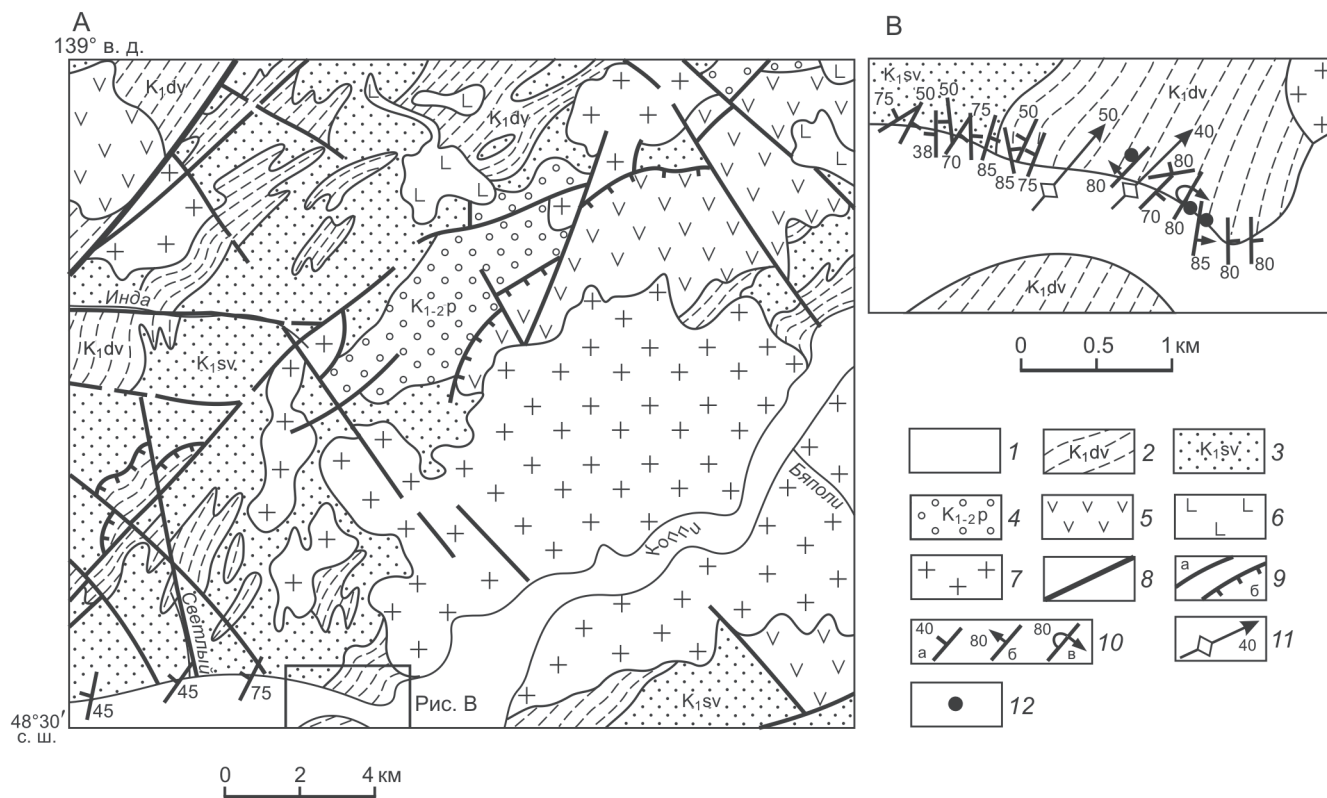 А
139° в. д.
K₁dv
K₁dv
Инда
K₁dv
K₁sv
K₁₋₂p
Коппи
Бяполи
Светлый
45
45
75
Рис. В
K₁sv
48°30′
с. ш.
0 2 4 км
В
K₁sv
K₁dv
75
50
50
75
50
50
40
80
38
70
85
85
75
80
70
80
85
80
80
K₁dv
0 0.5 1 км
1
K₁dv 2
K₁sv 3
K₁₋₂p 4
5
6
7
8
а б 9
40 а 80 б 80 в 10
40 11
12